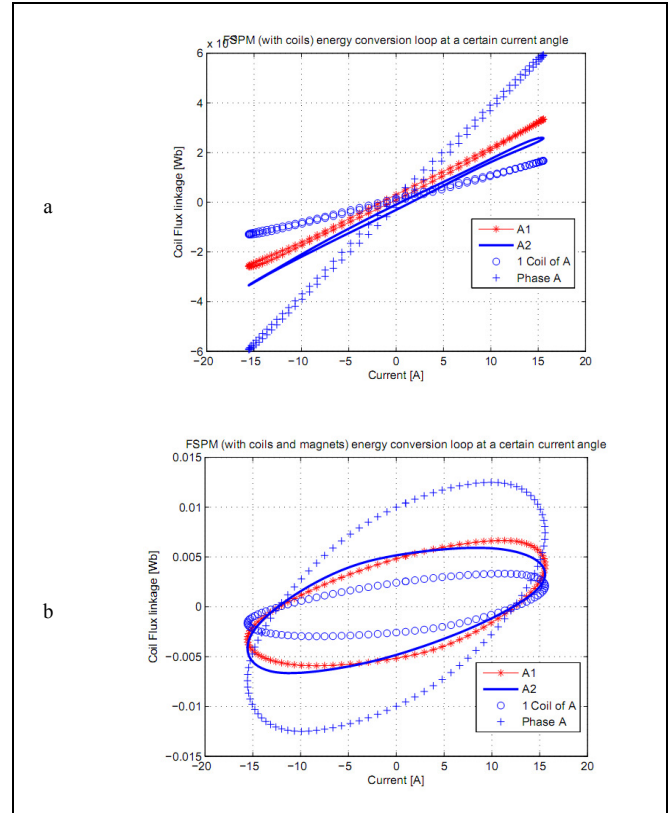 a
FSPM (with coils) energy conversion loop at a certain current angle
x 10⁻³
6
4
2
0
−2
−4
6
−20
−15
−10
−5
0
5
10
15
20
Coil Flux linkage [Wb]
Current [A]
A1
A2
1 Coil of A
Phase A
b
FSPM (with coils and magnets) energy conversion loop at a certain current angle
0.015
0.01
0.005
0
−0.005
−0.01
−0.015
−20
−15
−10
−5
0
5
10
15
20
Coil Flux linkage [Wb]
Current [A]
A1
A2
1 Coil of A
Phase A